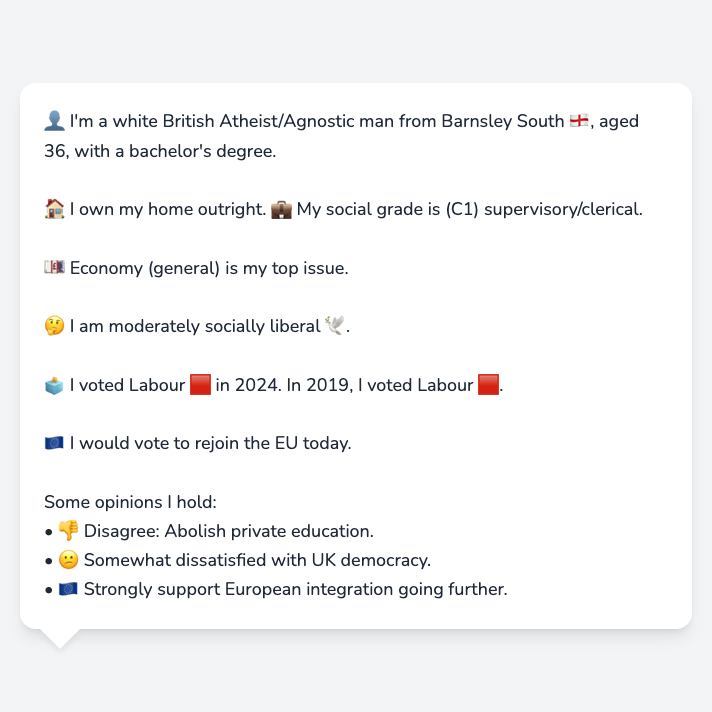 👤 I'm a white British Atheist/Agnostic man from Barnsley South 🏴󠁧󠁢󠁥󠁮󠁧󠁿, aged
36, with a bachelor's degree.
🏠 I own my home outright. 💼 My social grade is (C1) supervisory/clerical.
💷 Economy (general) is my top issue.
🤔 I am moderately socially liberal 🕊️.
🗳️ I voted Labour 🟥 in 2024. In 2019, I voted Labour 🟥.
🇪🇺 I would vote to rejoin the EU today.
Some opinions I hold:
• 👎 Disagree: Abolish private education.
• 🙁 Somewhat dissatisfied with UK democracy.
• 🇪🇺 Strongly support European integration going further.